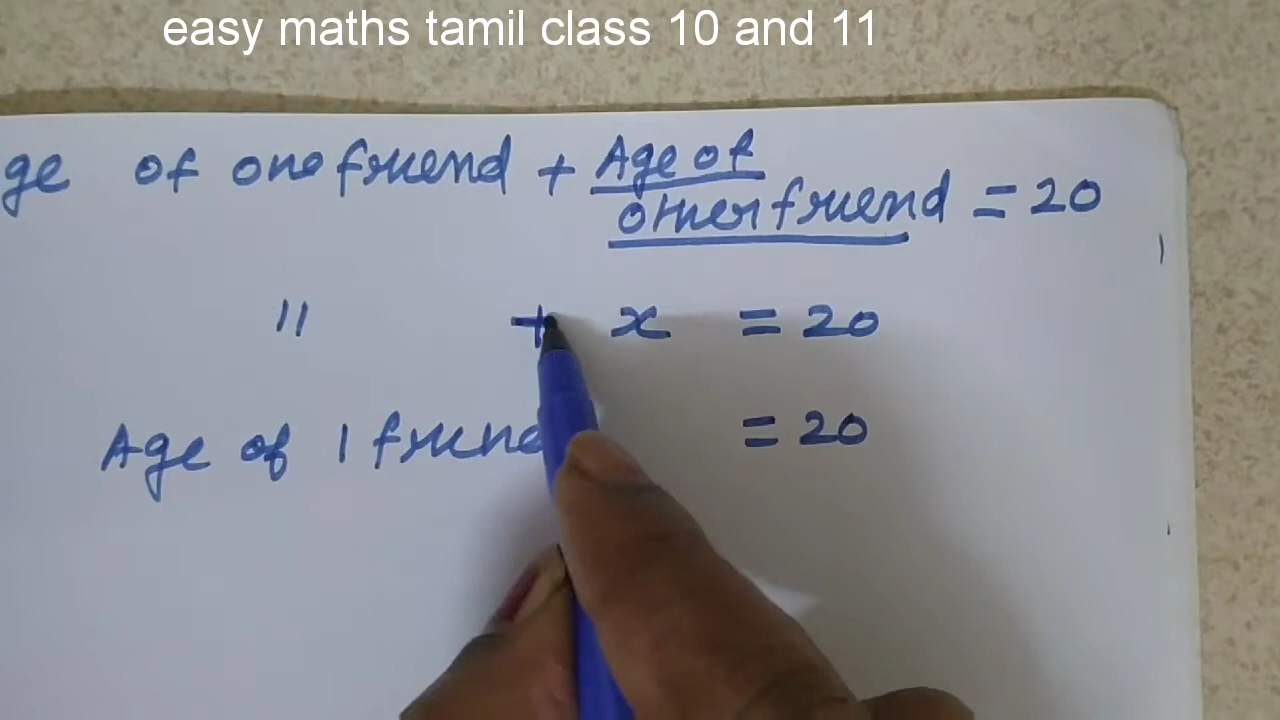 easy maths tamil class 10 and 11
ge of one friend + Age of
other friend = 20
" + x = 20
Age of 1 friend = 20